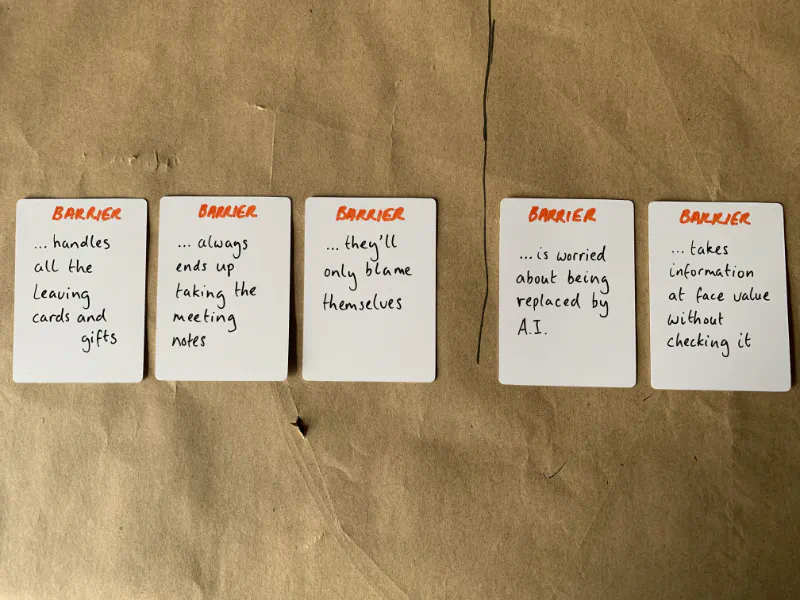 BARRIER
... handles
all the
leaving
cards and
gifts
BARRIER
... always
ends up
taking the
meeting
notes
BARRIER
... they'll
only blame
themselves
BARRIER
... is worried
about being
replaced by
A.I.
BARRIER
... takes
information
at face value
without
checking it